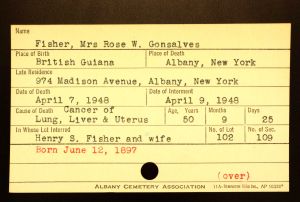 Name
Fisher, Mrs Rose W. Gonsalves
Place of Birth Place of Death
British Guiana Albany, New York
Late Residence
974 Madison Avenue, Albany, New York
Date of Death Date of Interment
April 7, 1948 April 9, 1948
Cause of Death Cancer of Age, Years Months Days
Lung, Liver & Uterus 50 9 25
In Whose Lot Interred No. of Lot No. of Sec.
Henry S. Fisher and wife 102 109
Born June 12, 1897
(over)
Albany Cemetery Association